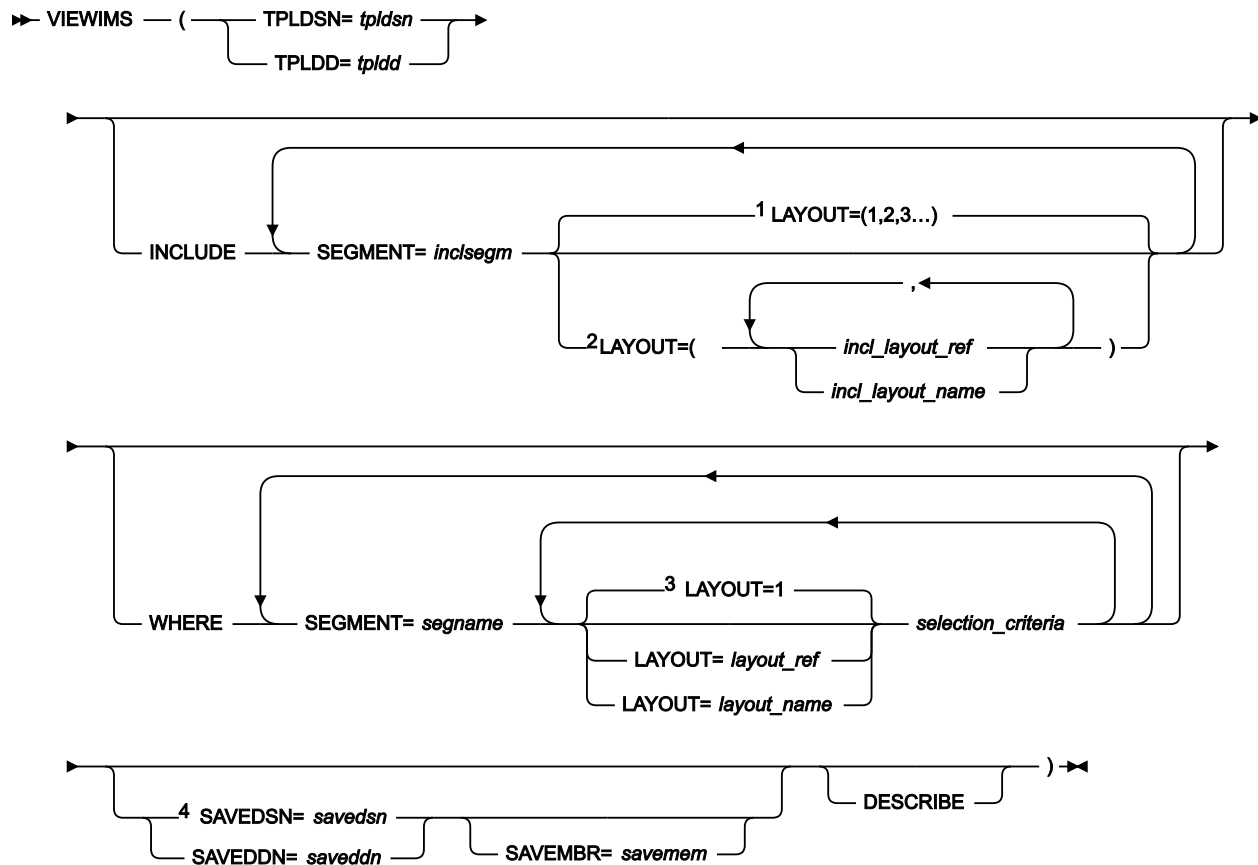 VIEWIMS ( TPLDSN= tpldsn
TPLDD= tpldd
1 LAYOUT=(1,2,3…)
INCLUDE SEGMENT= inclsegm
,
2 LAYOUT=( incl_layout_ref )
incl_layout_name
3 LAYOUT=1
WHERE SEGMENT= segname selection_criteria
LAYOUT= layout_ref
LAYOUT= layout_name
)
4 SAVEDSN= savedsn DESCRIBE
SAVEDDN= saveddn SAVEMBR= savemem